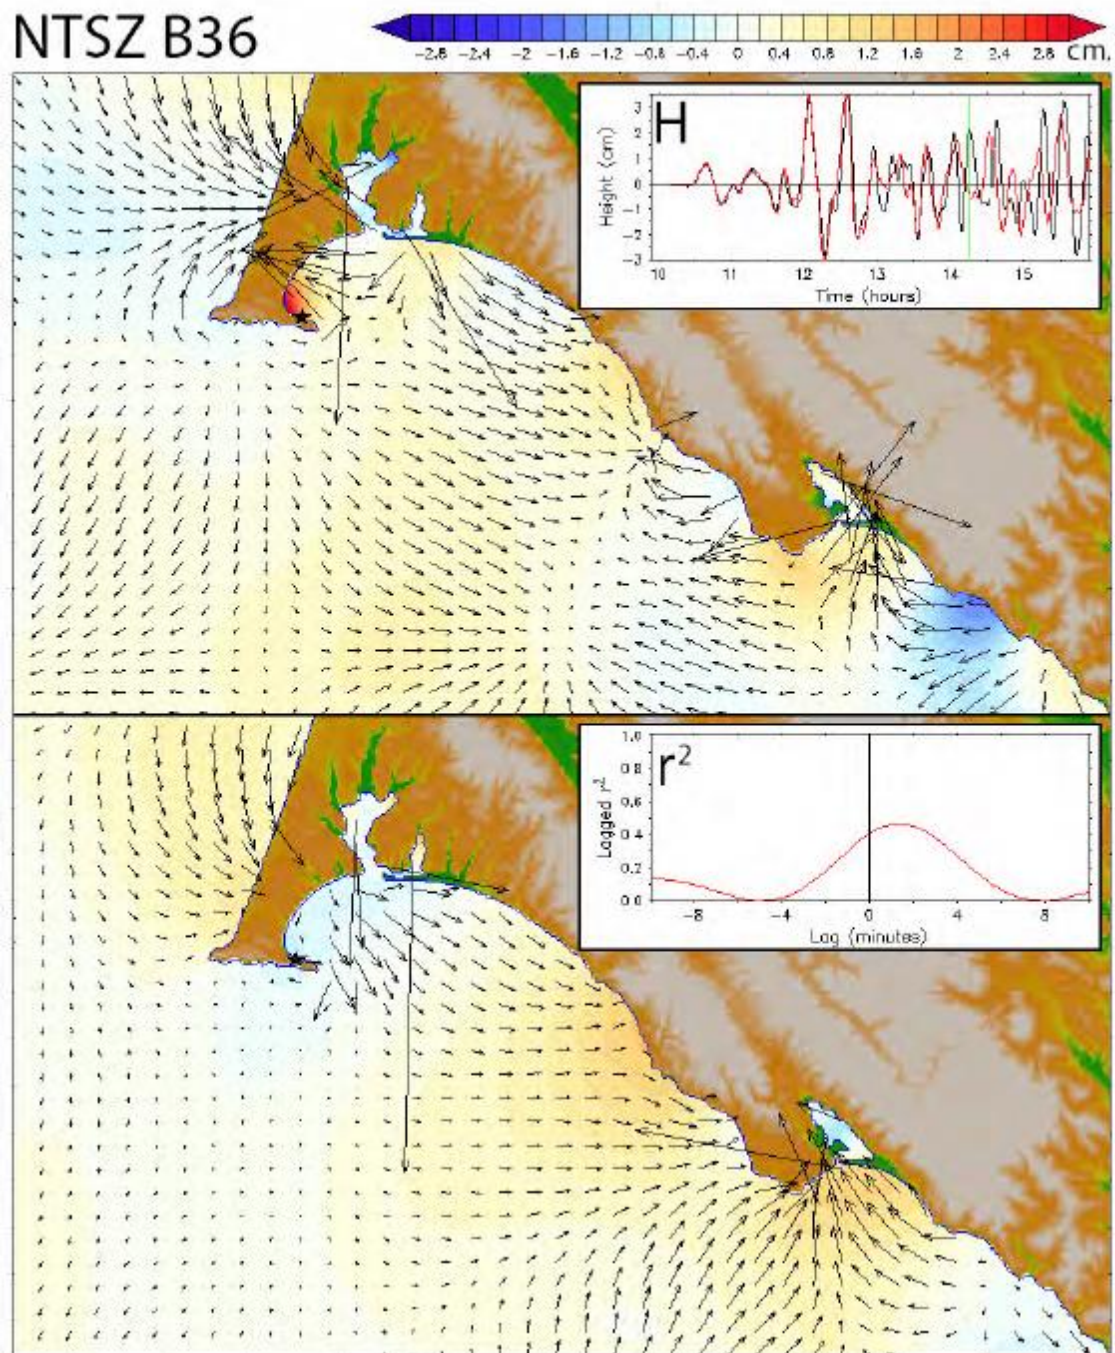 NTSZ B36
-2.8 -2.4 -2 -1.6 -1.2 -0.8 -0.4 0 0.4 0.8 1.2 1.6 2 2.4 2.8 cm.
H
Height (cm)
3
2
1
0
-1
-2
-3
10 11 12 13 14 15
Time (hours)
r²
Lagged r²
1.0
0.8
0.6
0.4
0.2
0.0
-8 -4 0 4 8
Lag (minutes)